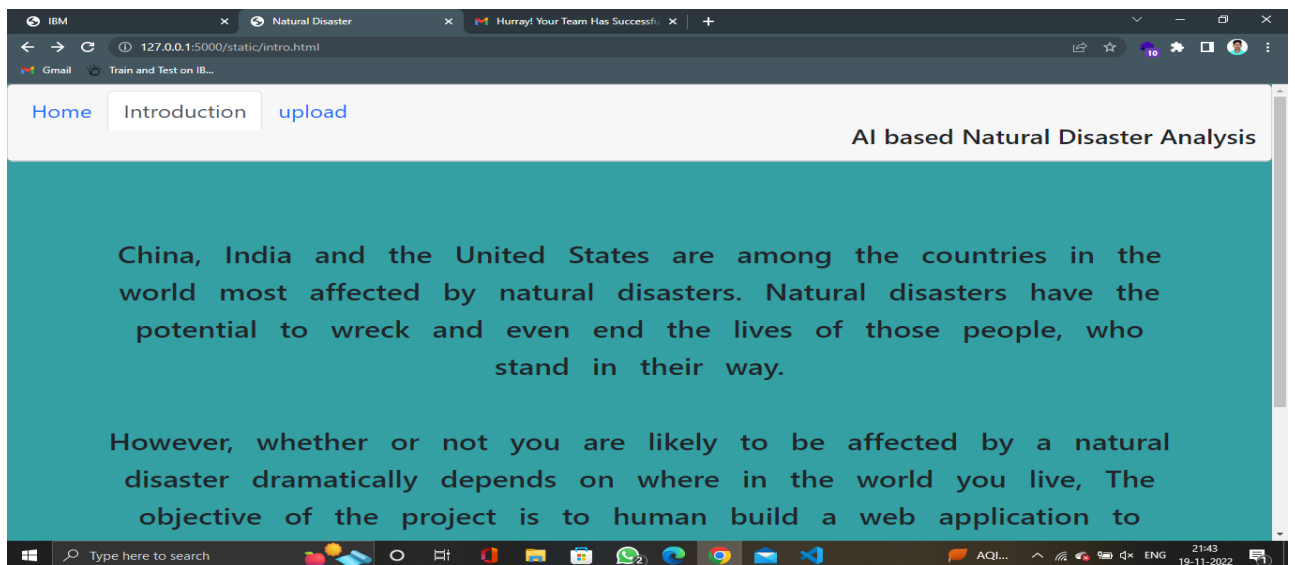 IBM
Natural Disaster
Hurray! Your Team Has Successfu
127.0.0.1:5000/static/intro.html
10
Gmail
Train and Test on IB...
Home
Introduction
upload
AI based Natural Disaster Analysis
China, India and the United States are among the countries in the
world most affected by natural disasters. Natural disasters have the
potential to wreck and even end the lives of those people, who
stand in their way.
However, whether or not you are likely to be affected by a natural
disaster dramatically depends on where in the world you live, The
objective of the project is to human build a web application to
Type here to search
2
AQI...
ENG
21:43
19-11-2022
1